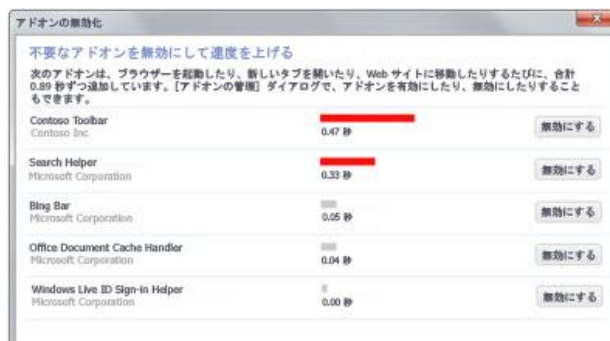 アドオンの無効化
不要なアドオンを無効にして速度を上げる
次のアドオンは、ブラウザーを起動したり、新しいタブを開いたり、Web サイトに移動したりするたびに、合計
0.89 秒ずつ追加しています。[アドオンの管理] ダイアログで、アドオンを有効にしたり、無効にしたりすること
もできます。
Contoso Toolbar
Contoso Inc
0.47 秒
無効にする
Search Helper
Microsoft Corporation
0.33 秒
無効にする
Bing Bar
Microsoft Corporation
0.05 秒
無効にする
Office Document Cache Handler
Microsoft Corporation
0.04 秒
無効にする
Windows Live ID Sign-in Helper
Microsoft Corporation
0.00 秒
無効にする